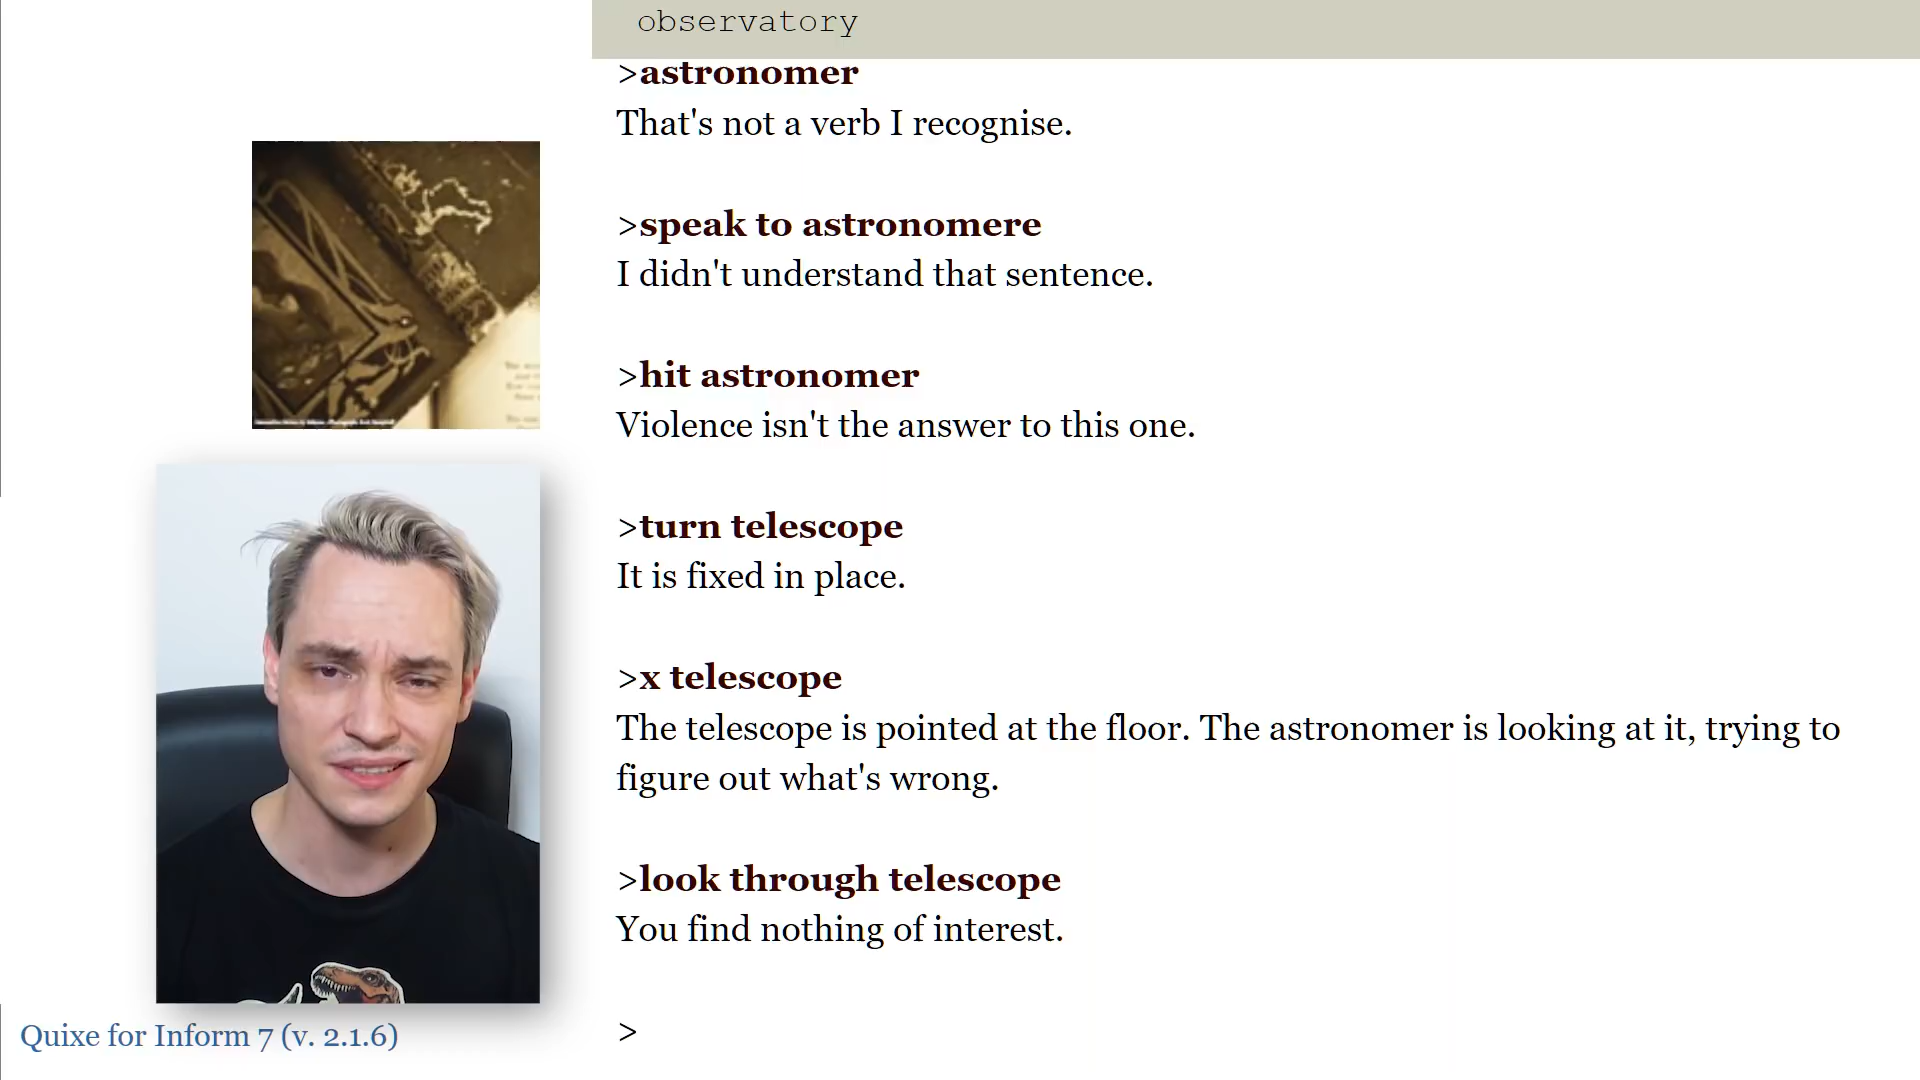 observatory
>astronomer
That's not a verb I recognise.
>speak to astronomere
I didn't understand that sentence.
>hit astronomer
Violence isn't the answer to this one.
>turn telescope
It is fixed in place.
>x telescope
The telescope is pointed at the floor. The astronomer is looking at it, trying to
figure out what's wrong.
>look through telescope
You find nothing of interest.
>
Quixe for Inform 7 (v. 2.1.6)